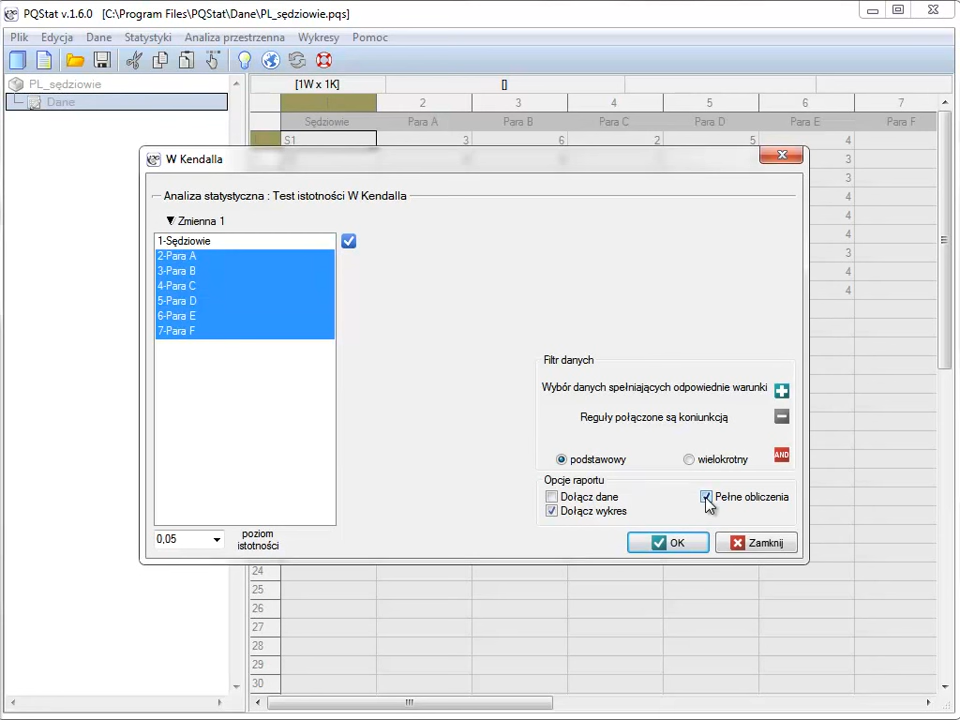 PQStat v.1.6.0 [C:\Program Files\PQStat\Dane\PL_sędziowie.pqs]
Plik Edycja Dane Statystyki Analiza przestrzenna Wykresy Pomoc
PL_sędziowie
Dane
[1W x 1K] []
1 2 3 4 5 6 7
Sędziowie Para A Para B Para C Para D Para E Para F
S1 3 6 2 5 4
3
3
4
4
4
3
4
4
W Kendalla
Analiza statystyczna : Test istotności W Kendalla
Zmienna 1
1-Sędziowie
2-Para A
3-Para B
4-Para C
5-Para D
6-Para E
7-Para F
Filtr danych
Wybór danych spełniających odpowiednie warunki
Reguły połączone są koniunkcją
podstawowy wielokrotny AND
Opcje raportu
Dołącz dane Pełne obliczenia
Dołącz wykres
0,05 poziom istotności
OK Zamknij
24
25
26
27
28
29
30